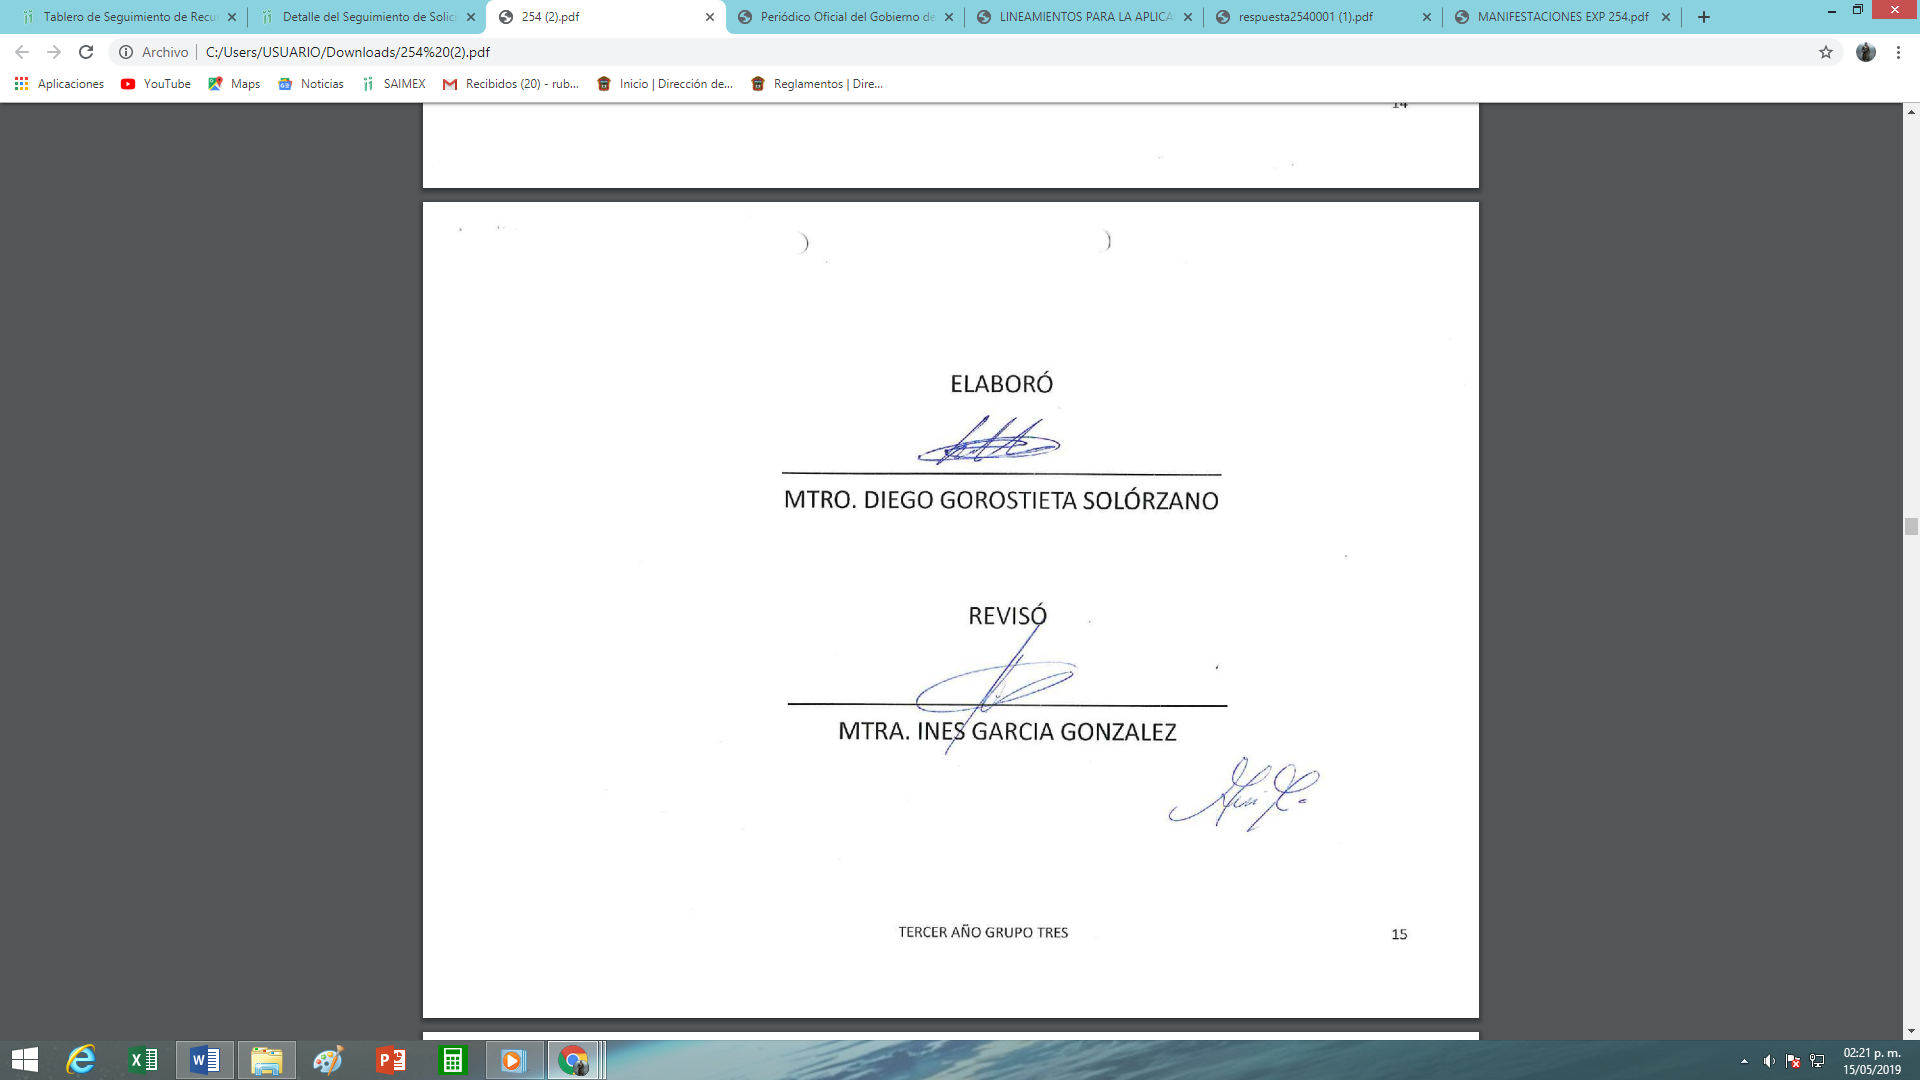 Tablero de Seguimiento de Recu
Detalle del Seguimiento de Solici
254 (2).pdf
Periódico Oficial del Gobierno de
LINEAMIENTOS PARA LA APLICA
respuesta2540001 (1).pdf
MANIFESTACIONES EXP 254.pdf
Archivo
C:/Users/USUARIO/Downloads/254%20(2).pdf
Aplicaciones
YouTube
Maps
Noticias
SAIMEX
Recibidos (20) - rub...
Inicio | Dirección de...
Reglamentos | Dire...
14
ELABORÓ
MTRO. DIEGO GOROSTIETA SOLÓRZANO
REVISÓ
MTRA. INES GARCIA GONZALEZ
TERCER AÑO GRUPO TRES
15
02:21 p. m.
15/05/2019